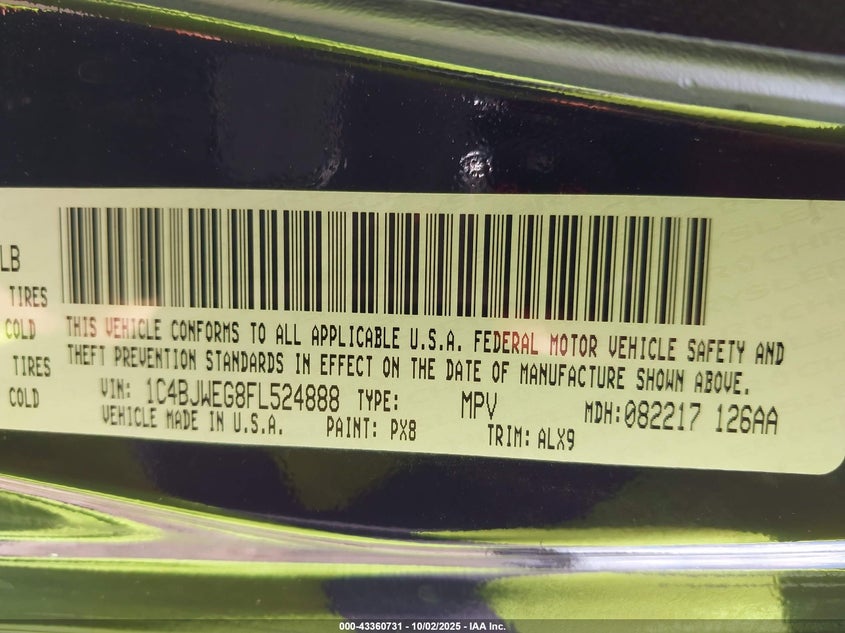 LB
TIRES
COLD
TIRES
COLD
THIS VEHICLE CONFORMS TO ALL APPLICABLE U.S.A. FEDERAL MOTOR VEHICLE SAFETY AND
THEFT PREVENTION STANDARDS IN EFFECT ON THE DATE OF MANUFACTURE SHOWN ABOVE.
VIN: 1C4BJWEG8FL524888 TYPE: MPV MDH:082217 126AA
VEHICLE MADE IN U.S.A. PAINT: PX8 TRIM: ALX9
000-43360731 - 10/02/2025 - IAA Inc.